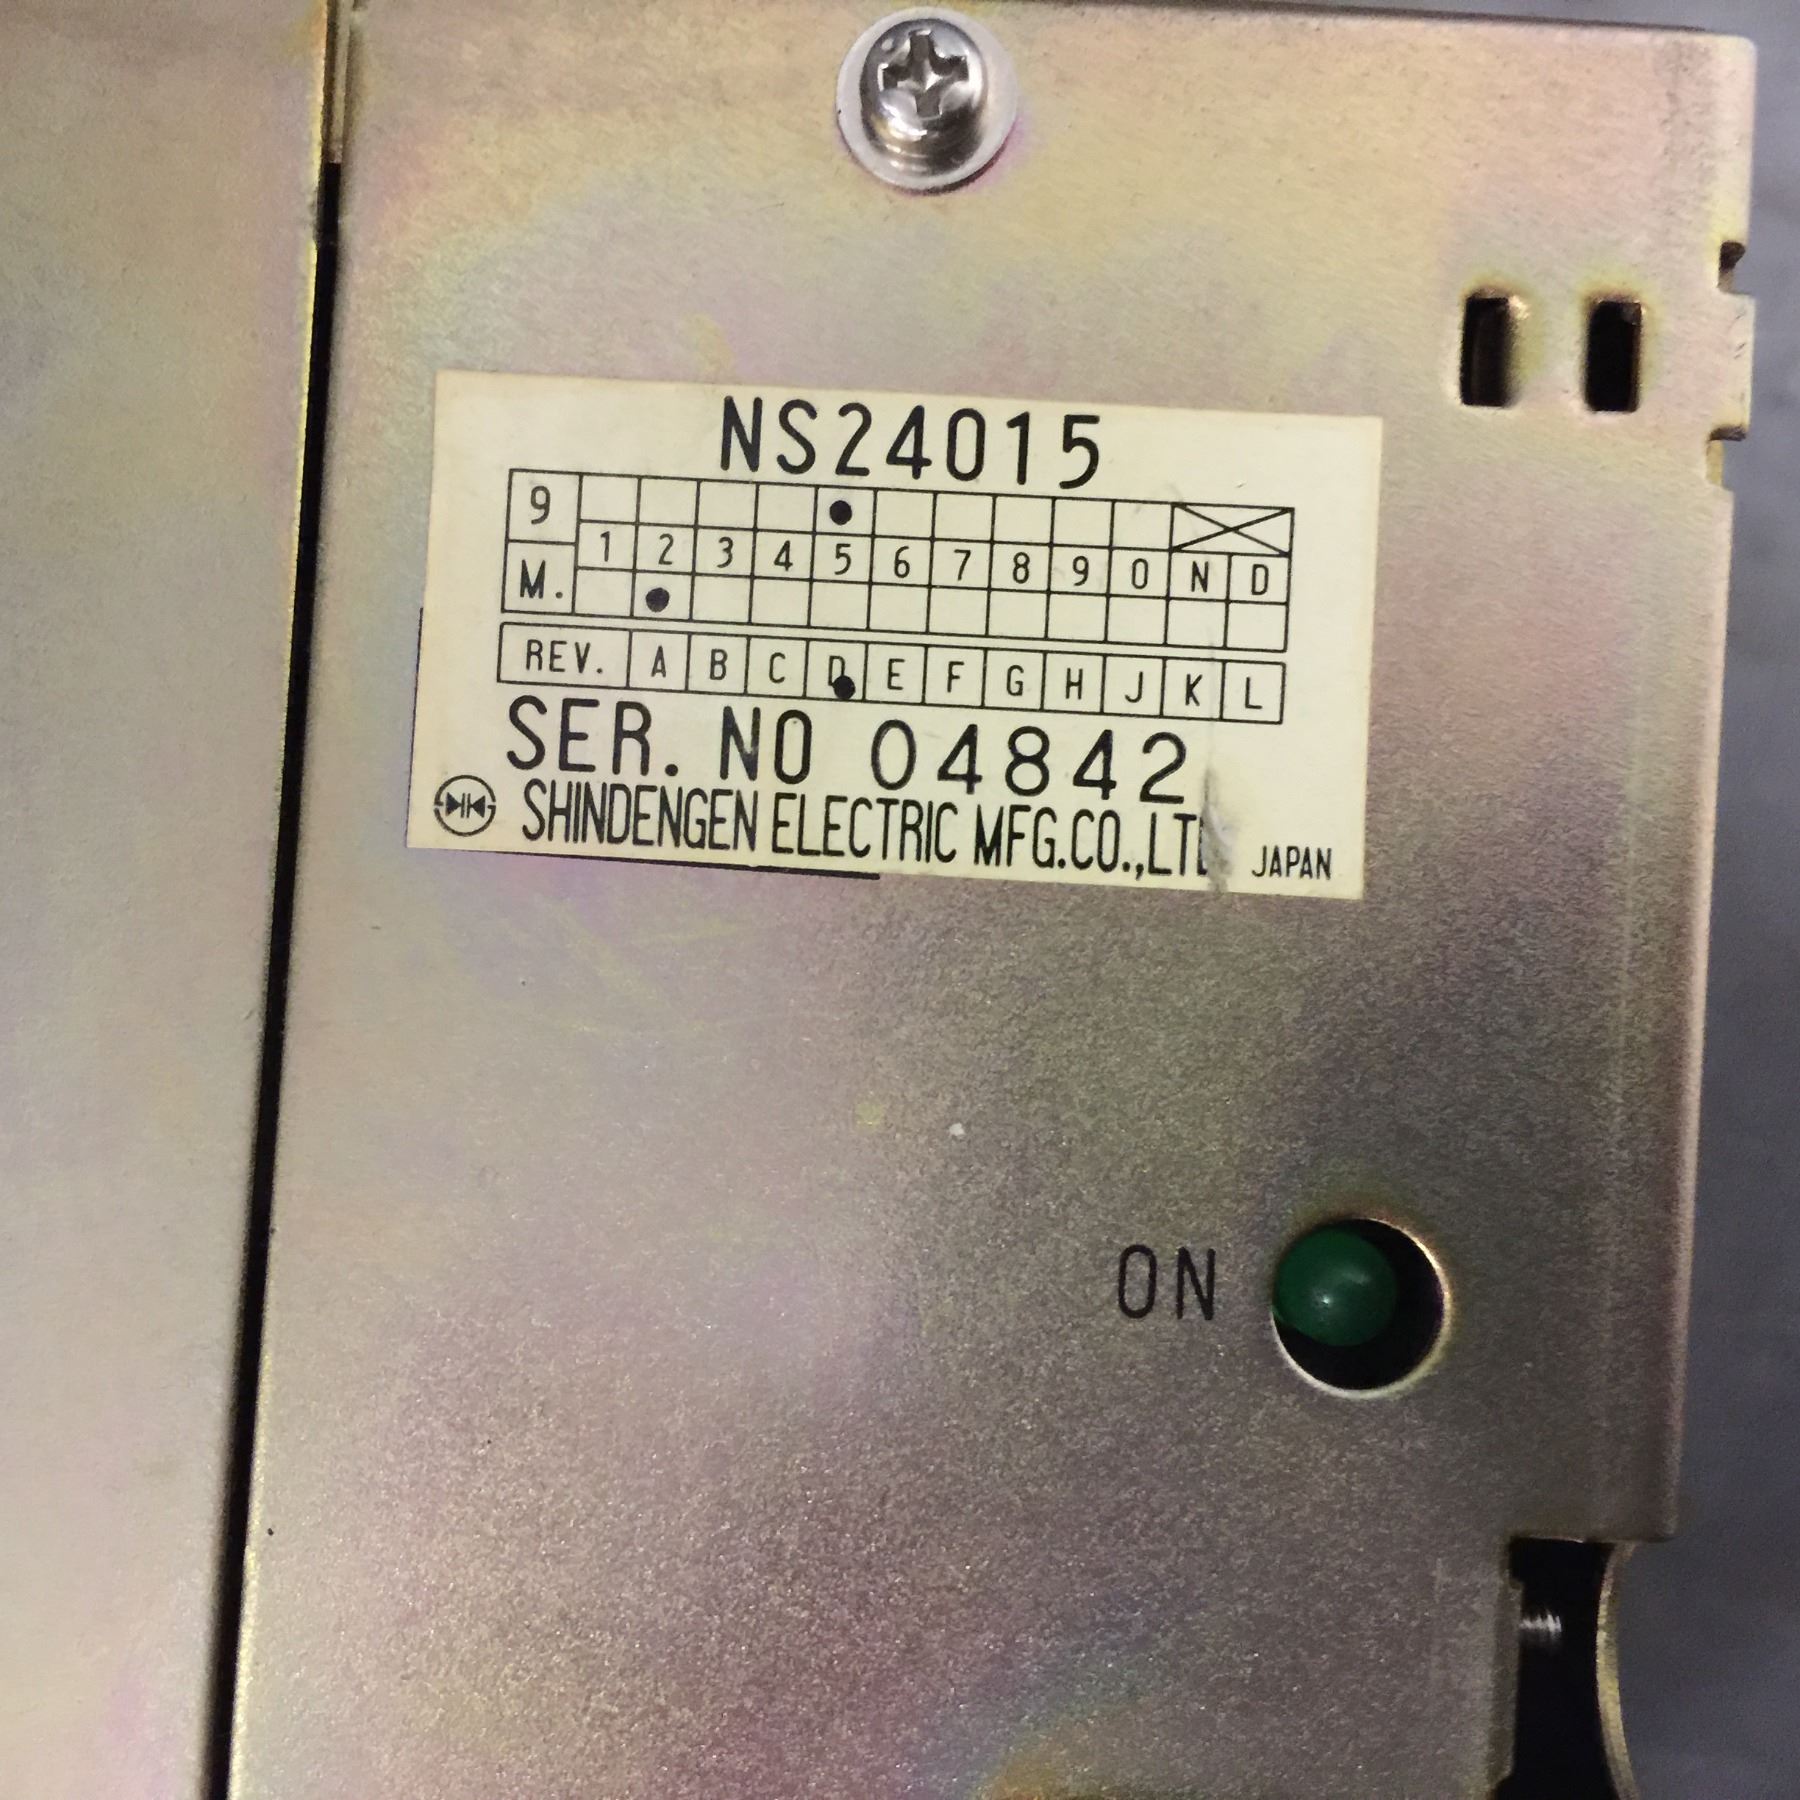 NS24015
9
1 2 3 4 5 6 7 8 9 0 N D
M.
REV. A B C D E F G H J K L
SER. NO 04842
SHINDENGEN ELECTRIC MFG.CO.,LTD JAPAN
ON